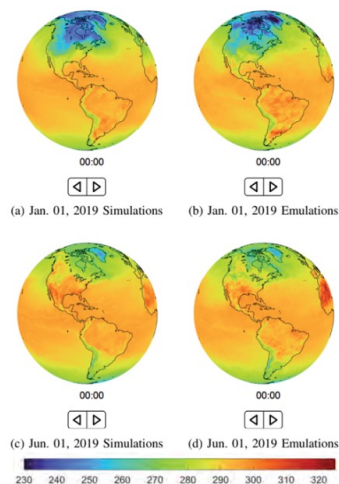 00:00 00:00
(a) Jan. 01, 2019 Simulations (b) Jan. 01, 2019 Emulations
00:00 00:00
(c) Jun. 01, 2019 Simulations (d) Jun. 01, 2019 Emulations
230 240 250 260 270 280 290 300 310 320